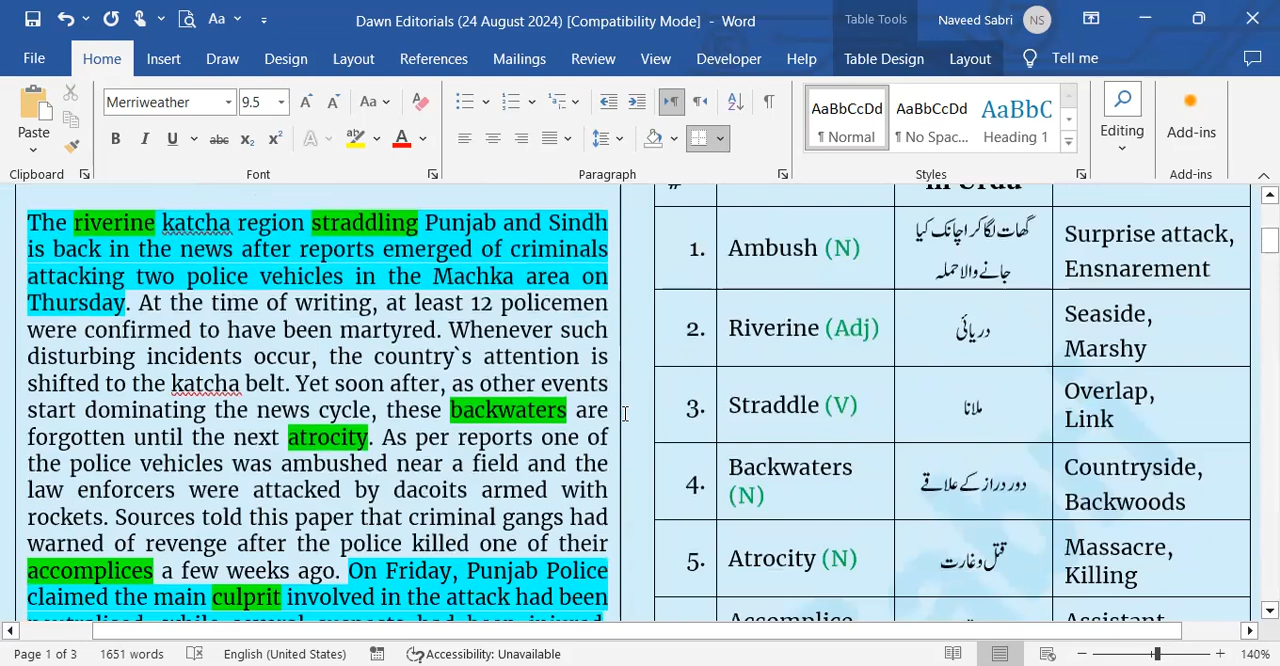 Dawn Editorials (24 August 2024) [Compatibility Mode] - Word
Table Tools
Naveed Sabri
NS
File Home Insert Draw Design Layout References Mailings Review View Developer Help Table Design Layout Tell me
Paste
Clipboard
Merriweather 9.5
Font
Paragraph
AaBbCcDd AaBbCcDd AaBbC
¶ Normal ¶ No Spac... Heading 1
Styles
Editing
Add-ins
Add-ins
The riverine katcha region straddling Punjab and Sindh
is back in the news after reports emerged of criminals
attacking two police vehicles in the Machka area on
Thursday. At the time of writing, at least 12 policemen
were confirmed to have been martyred. Whenever such
disturbing incidents occur, the country`s attention is
shifted to the katcha belt. Yet soon after, as other events
start dominating the news cycle, these backwaters are
forgotten until the next atrocity. As per reports one of
the police vehicles was ambushed near a field and the
law enforcers were attacked by dacoits armed with
rockets. Sources told this paper that criminal gangs had
warned of revenge after the police killed one of their
accomplices a few weeks ago. On Friday, Punjab Police
claimed the main culprit involved in the attack had been
neutralised, while several suspects had been injured.
# in Urdu
1. Ambush (N) گھات لگا کر اچانک کیا جانے والا حملہ Surprise attack, Ensnarement
2. Riverine (Adj) دریائی Seaside, Marshy
3. Straddle (V) ملانا Overlap, Link
4. Backwaters (N) دور دراز کے علاقے Countryside, Backwoods
5. Atrocity (N) قتل و غارت Massacre, Killing
Accomplice Assistant
Page 1 of 3 1651 words English (United States) Accessibility: Unavailable 140%